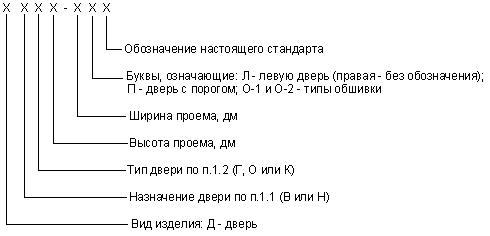 Х Х Х Х - Х Х Х
Обозначение настоящего стандарта
Буквы, означающие: Л - левую дверь (правая - без обозначения);
П - дверь с порогом; О-1 и О-2 - типы обшивки
Ширина проема, дм
Высота проема, дм
Тип двери по п.1.2 (Г, О или К)
Назначение двери по п.1.1 (В или Н)
Вид изделия: Д - дверь